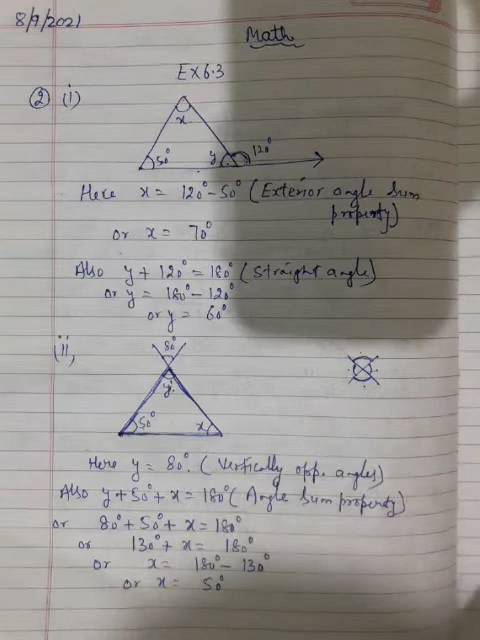 8/9/2021
Math
Ex 6.3
② (i)
x
50°
y
120°
Here x = 120° - 50° (Exterior angle Sum
property)
or x = 70°
Also y + 120° = 180° (Straight angle)
or y = 180° - 120°
or y = 60°
(ii)
80°
y
50°
x
Here y = 80°. (Vertically opp. angles)
Also y + 50° + x = 180° (Angle Sum property)
or 80° + 50° + x = 180°
or 130° + x = 180°
or x = 180° - 130°
or x = 50°